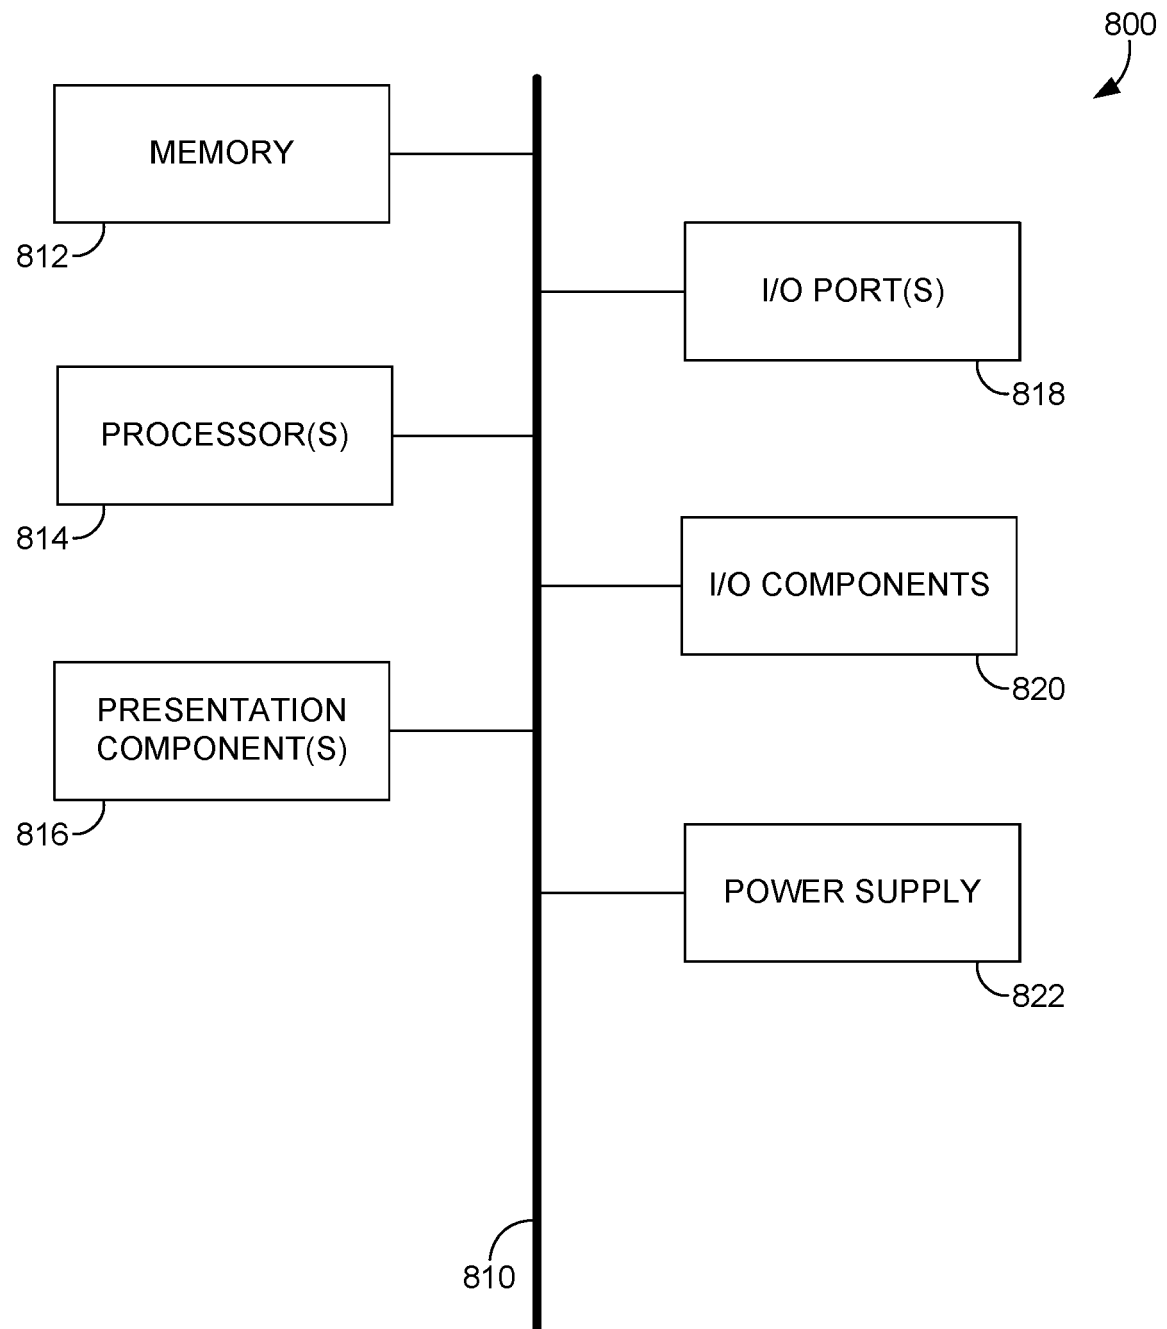 800
MEMORY
812
I/O PORT(S)
818
PROCESSOR(S)
814
I/O COMPONENTS
820
PRESENTATION
COMPONENT(S)
816
POWER SUPPLY
822
810